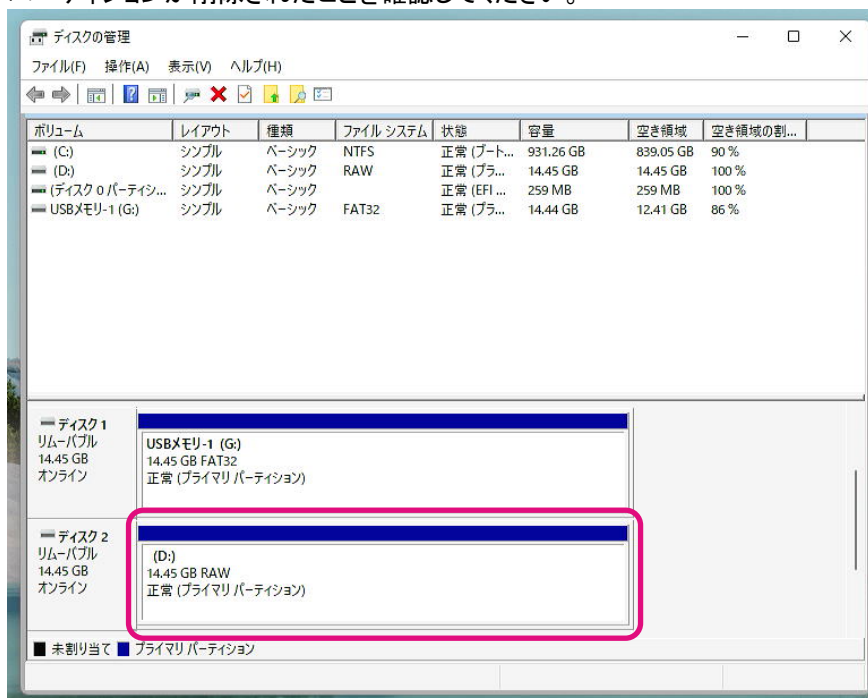 ディスクの管理
ファイル(F) 操作(A) 表示(V) ヘルプ(H)
ボリューム レイアウト 種類 ファイル システム 状態 容量 空き領域 空き領域の割...
(C:) シンプル ベーシック NTFS 正常 (ブート... 931.26 GB 839.05 GB 90 %
(D:) シンプル ベーシック RAW 正常 (プラ... 14.45 GB 14.45 GB 100 %
(ディスク 0 パーティシ... シンプル ベーシック 正常 (EFI ... 259 MB 259 MB 100 %
USBメモリ-1 (G:) シンプル ベーシック FAT32 正常 (プラ... 14.44 GB 12.41 GB 86 %
ディスク 1
リムーバブル
14.45 GB
オンライン
USBメモリ-1 (G:)
14.45 GB FAT32
正常 (プライマリ パーティション)
ディスク 2
リムーバブル
14.45 GB
オンライン
(D:)
14.45 GB RAW
正常 (プライマリ パーティション)
未割り当て プライマリ パーティション